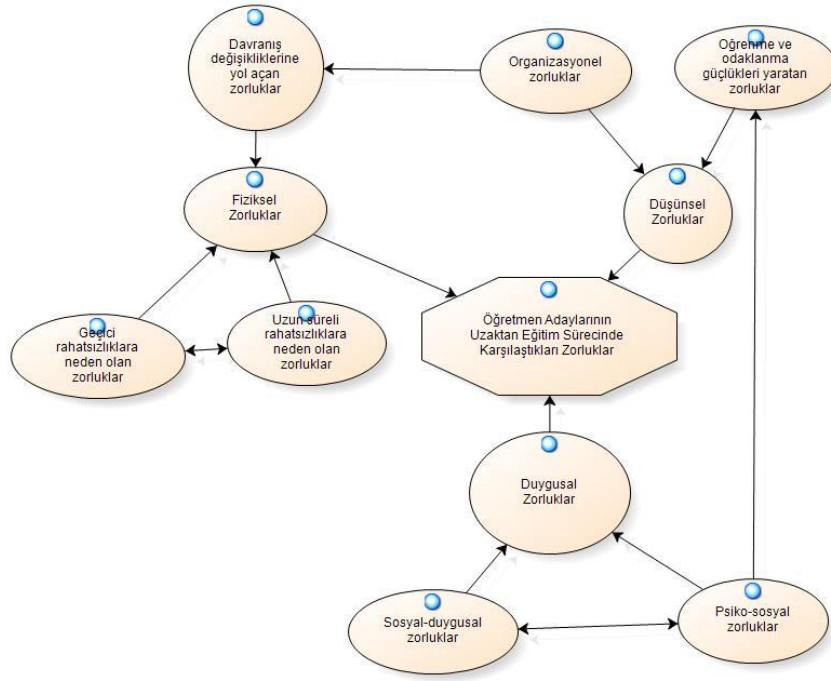 Davranış
değişikliklerine
yol açan
zorluklar
Organizasyonel
zorluklar
Öğrenme ve
odaklanma
güçlükleri yaratan
zorluklar
Fiziksel
Zorluklar
Düşünsel
Zorluklar
Geçici
rahatsızlıklara
neden olan
zorluklar
Uzun süreli
rahatsızlıklara
neden olan
zorluklar
Öğretmen Adaylarının
Uzaktan Eğitim Sürecinde
Karşılaştıkları Zorluklar
Duygusal
Zorluklar
Sosyal-duygusal
zorluklar
Psiko-sosyal
zorluklar